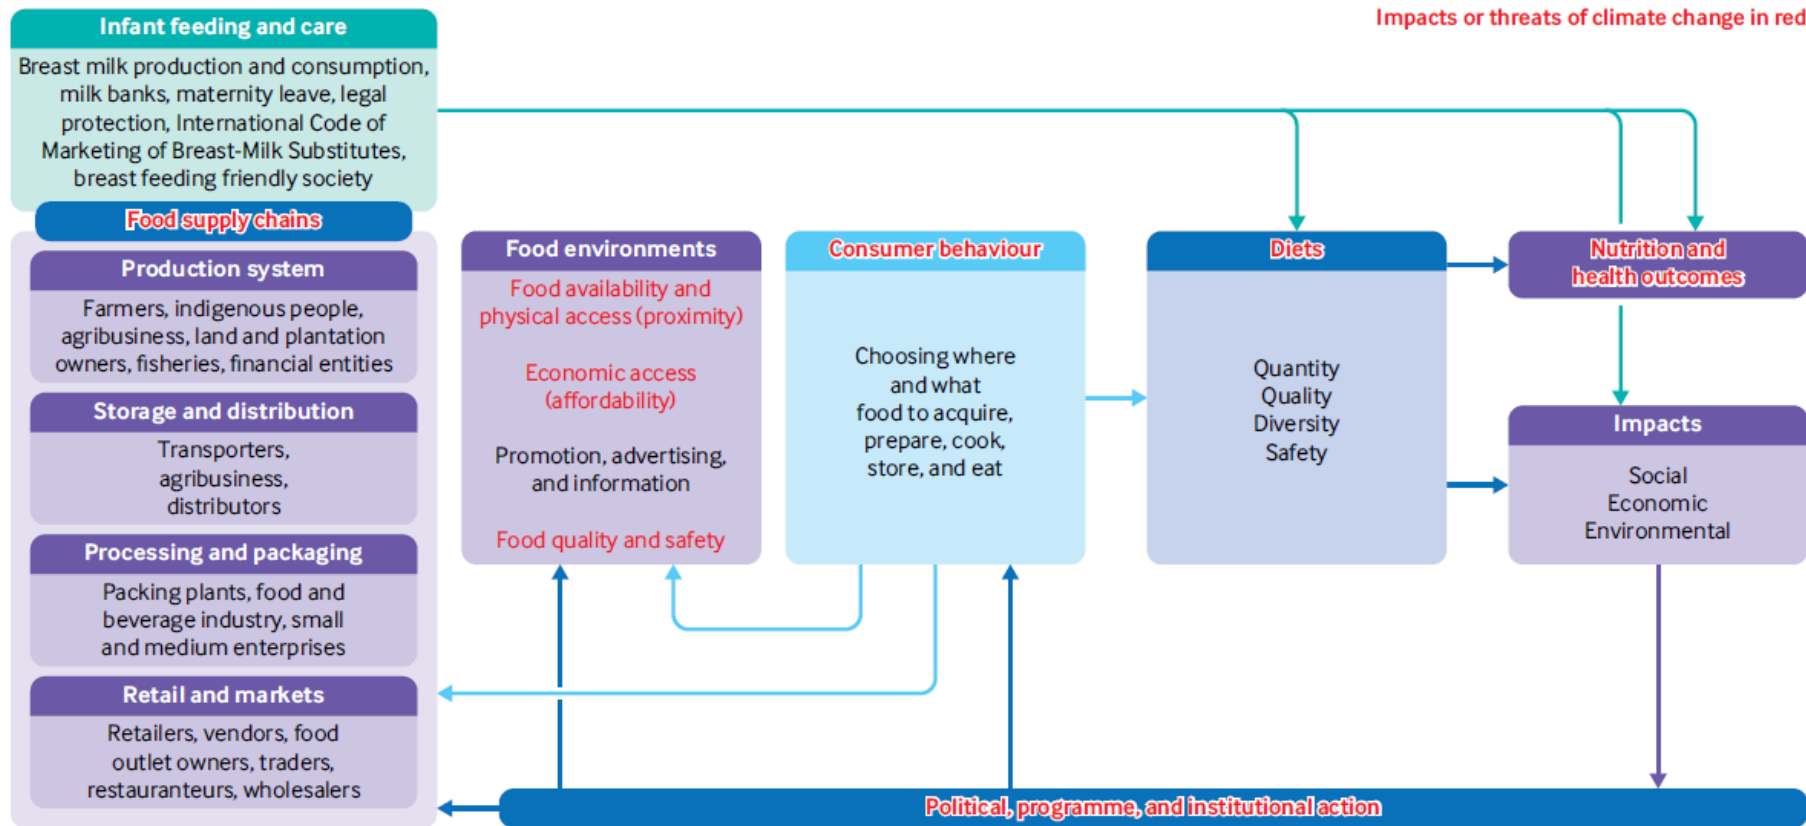 Impacts or threats of climate change in red
Infant feeding and care
Breast milk production and consumption,
milk banks, maternity leave, legal
protection, International Code of
Marketing of Breast-Milk Substitutes,
breast feeding friendly society
Food supply chains
Production system
Farmers, indigenous people,
agribusiness, land and plantation
owners, fisheries, financial entities
Storage and distribution
Transporters,
agribusiness,
distributors
Processing and packaging
Packing plants, food and
beverage industry, small
and medium enterprises
Retail and markets
Retailers, vendors, food
outlet owners, traders,
restauranteurs, wholesalers
Food environments
Food availability and
physical access (proximity)
Economic access
(affordability)
Promotion, advertising,
and information
Food quality and safety
Consumer behaviour
Choosing where
and what
food to acquire,
prepare, cook,
store, and eat
Diets
Quantity
Quality
Diversity
Safety
Nutrition and
health outcomes
Impacts
Social
Economic
Environmental
Political, programme, and institutional action